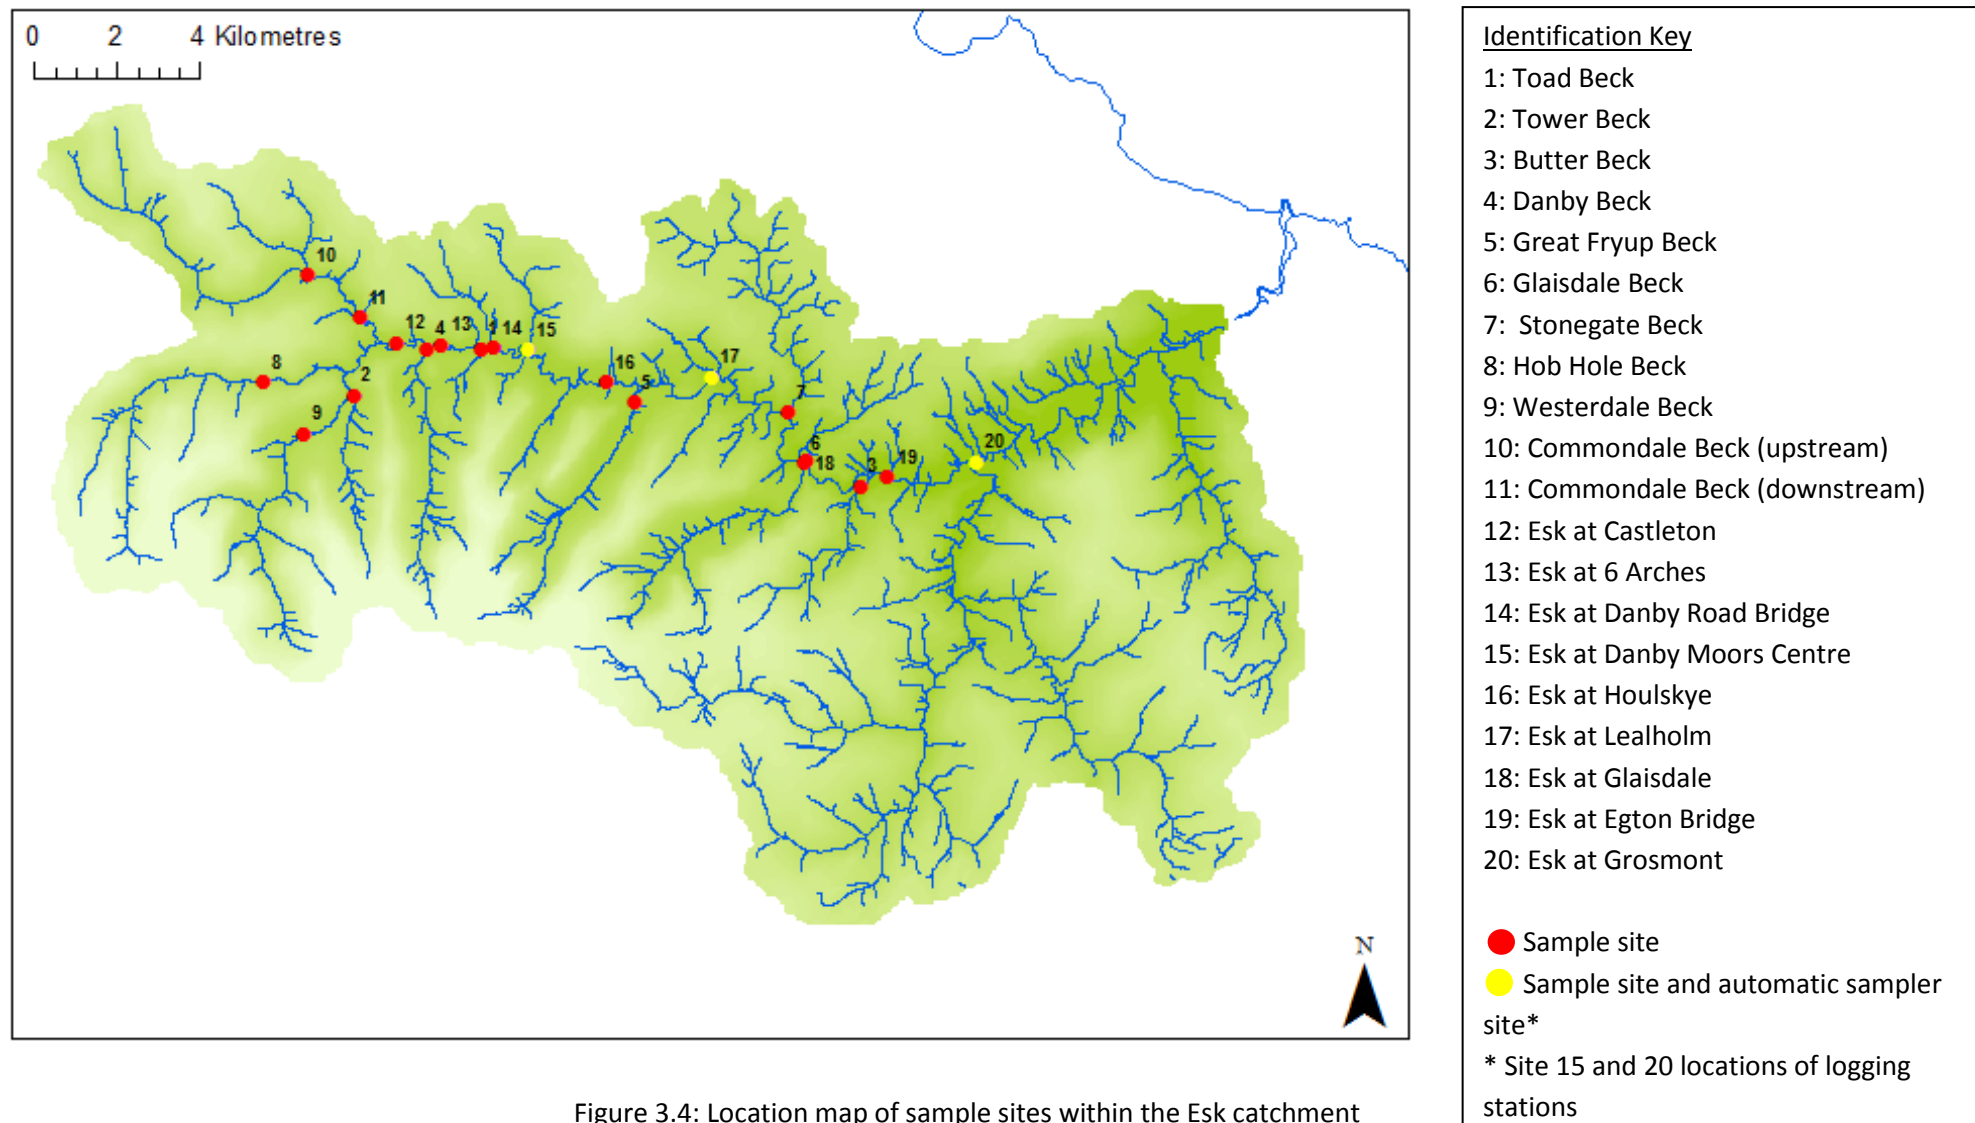 0 2 4 Kilometres
10
11
12 4 13 1 14 15
8 2 16 5 17
9 7
6
18 3 19 20
N
Identification Key
1: Toad Beck
2: Tower Beck
3: Butter Beck
4: Danby Beck
5: Great Fryup Beck
6: Glaisdale Beck
7: Stonegate Beck
8: Hob Hole Beck
9: Westerdale Beck
10: Commondale Beck (upstream)
11: Commondale Beck (downstream)
12: Esk at Castleton
13: Esk at 6 Arches
14: Esk at Danby Road Bridge
15: Esk at Danby Moors Centre
16: Esk at Houlskye
17: Esk at Lealholm
18: Esk at Glaisdale
19: Esk at Egton Bridge
20: Esk at Grosmont
Sample site
Sample site and automatic sampler
site*
* Site 15 and 20 locations of logging
stations
Figure 3.4: Location map of sample sites within the Esk catchment